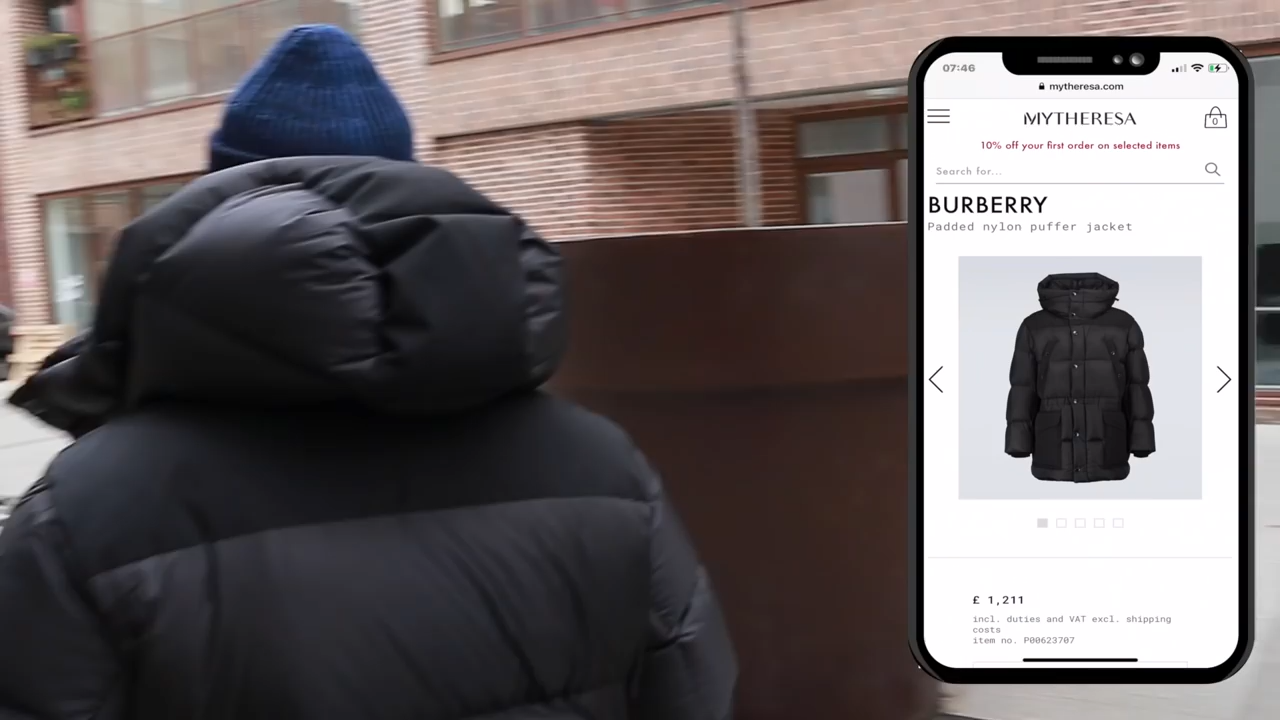 07:46
mytheresa.com
MYTHERESA
0
10% off your first order on selected items
Search for...
BURBERRY
Padded nylon puffer jacket
£ 1,211
incl. duties and VAT excl. shipping
costs
item no. P00623707